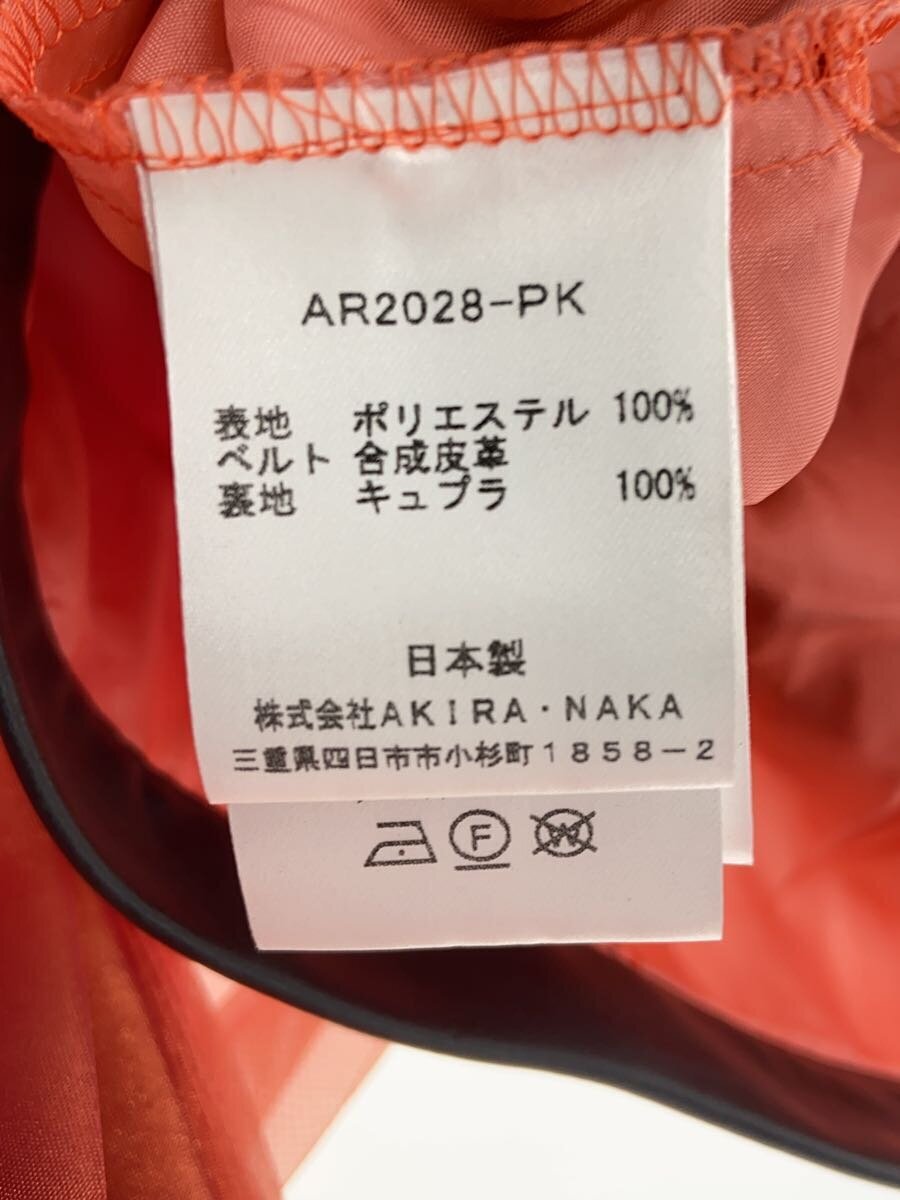 AR2028-PK
表地 ポリエステル 100%
ベルト 合成皮革
裏地 キュプラ 100%
日本製
株式会社AKIRA・NAKA
三重県四日市市小杉町1858-2
F W